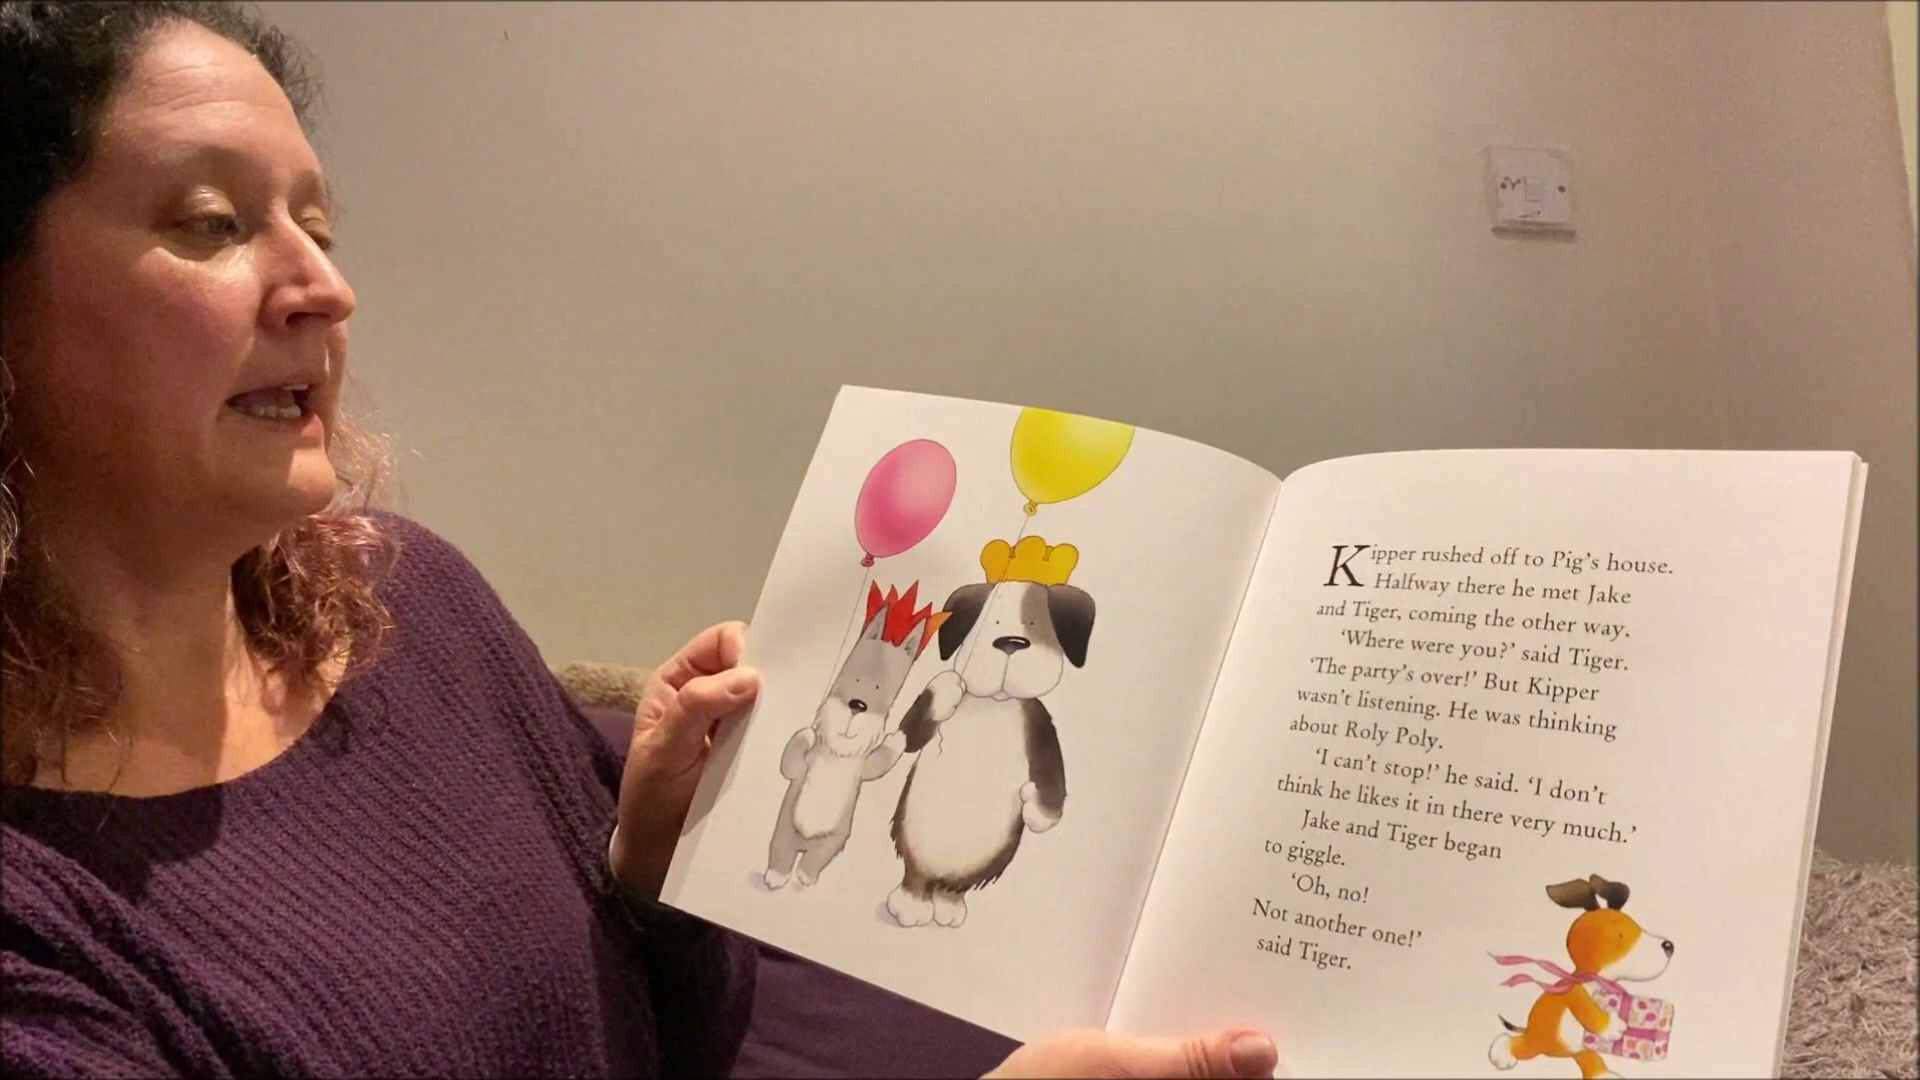 Kipper rushed off to Pig's house.
Halfway there he met Jake
and Tiger, coming the other way.
'Where were you?' said Tiger.
'The party's over!' But Kipper
wasn't listening. He was thinking
about Roly Poly.
'I can't stop!' he said. 'I don't
think he likes it in there very much.'
Jake and Tiger began
to giggle.
'Oh, no!
Not another one!'
said Tiger.